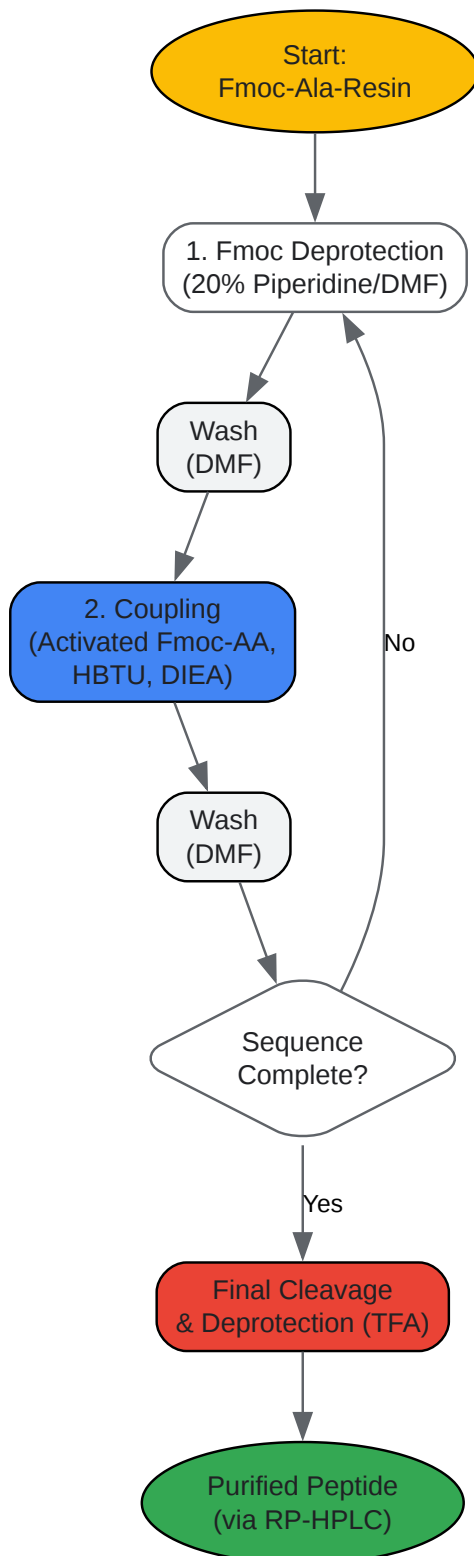 Start:
Fmoc-Ala-Resin
1. Fmoc Deprotection
(20% Piperidine/DMF)
Wash
(DMF)
2. Coupling
(Activated Fmoc-AA,
HBTU, DIEA)
No
Wash
(DMF)
Sequence
Complete?
Yes
Final Cleavage
& Deprotection (TFA)
Purified Peptide
(via RP-HPLC)